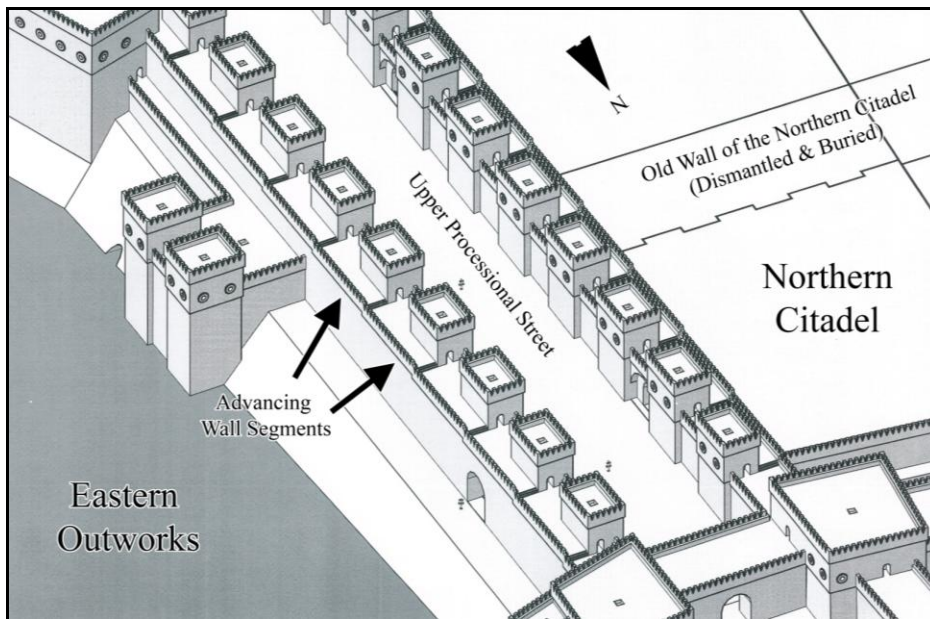 N
Old Wall of the Northern Citadel
(Dismantled & Buried)
Upper Processional Street
Northern
Citadel
Advancing
Wall Segments
Eastern
Outworks